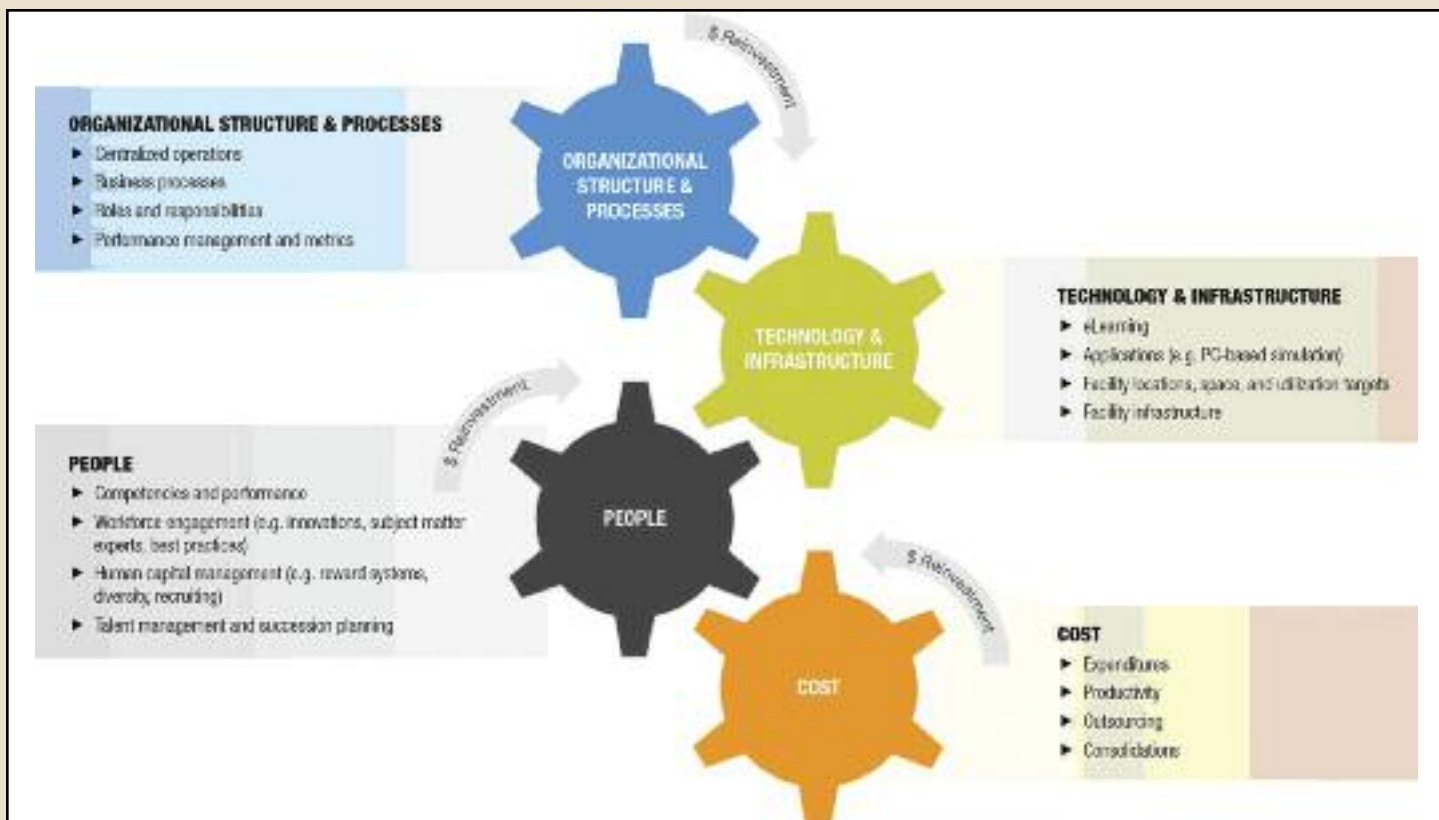 $ Reinvestment
ORGANIZATIONAL STRUCTURE & PROCESSES
► Centralized operations
► Business processes
► Roles and responsibilities
► Performance management and metrics
ORGANIZATIONAL
STRUCTURE &
PROCESSES
TECHNOLOGY &
INFRASTRUCTURE
TECHNOLOGY & INFRASTRUCTURE
► eLearning
► Applications (e.g. PC-based simulation)
► Facility locations, space, and utilization targets
► Facility infrastructure
$ Reinvestment
PEOPLE
► Competencies and performance
► Workforce engagement (e.g. innovations, subject matter
experts, best practices)
► Human capital management (e.g. reward systems,
diversity, recruiting)
► Talent management and succession planning
PEOPLE
$ Reinvestment
COST
COST
► Expenditures
► Productivity
► Outsourcing
► Consolidations